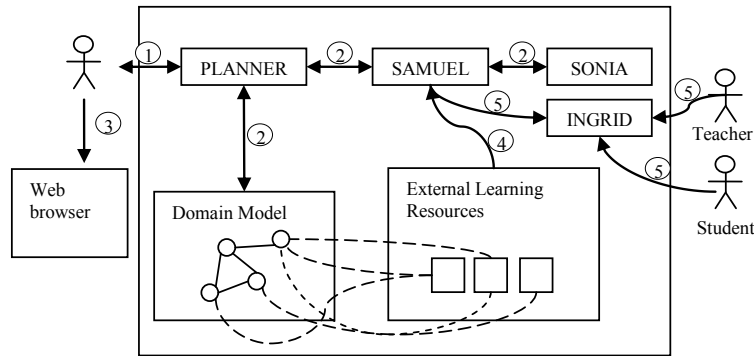 1
2
2
PLANNER
SAMUEL
SONIA
3
2
5
4
INGRID
5
Teacher
5
Web
browser
Domain Model
External Learning
Resources
Student